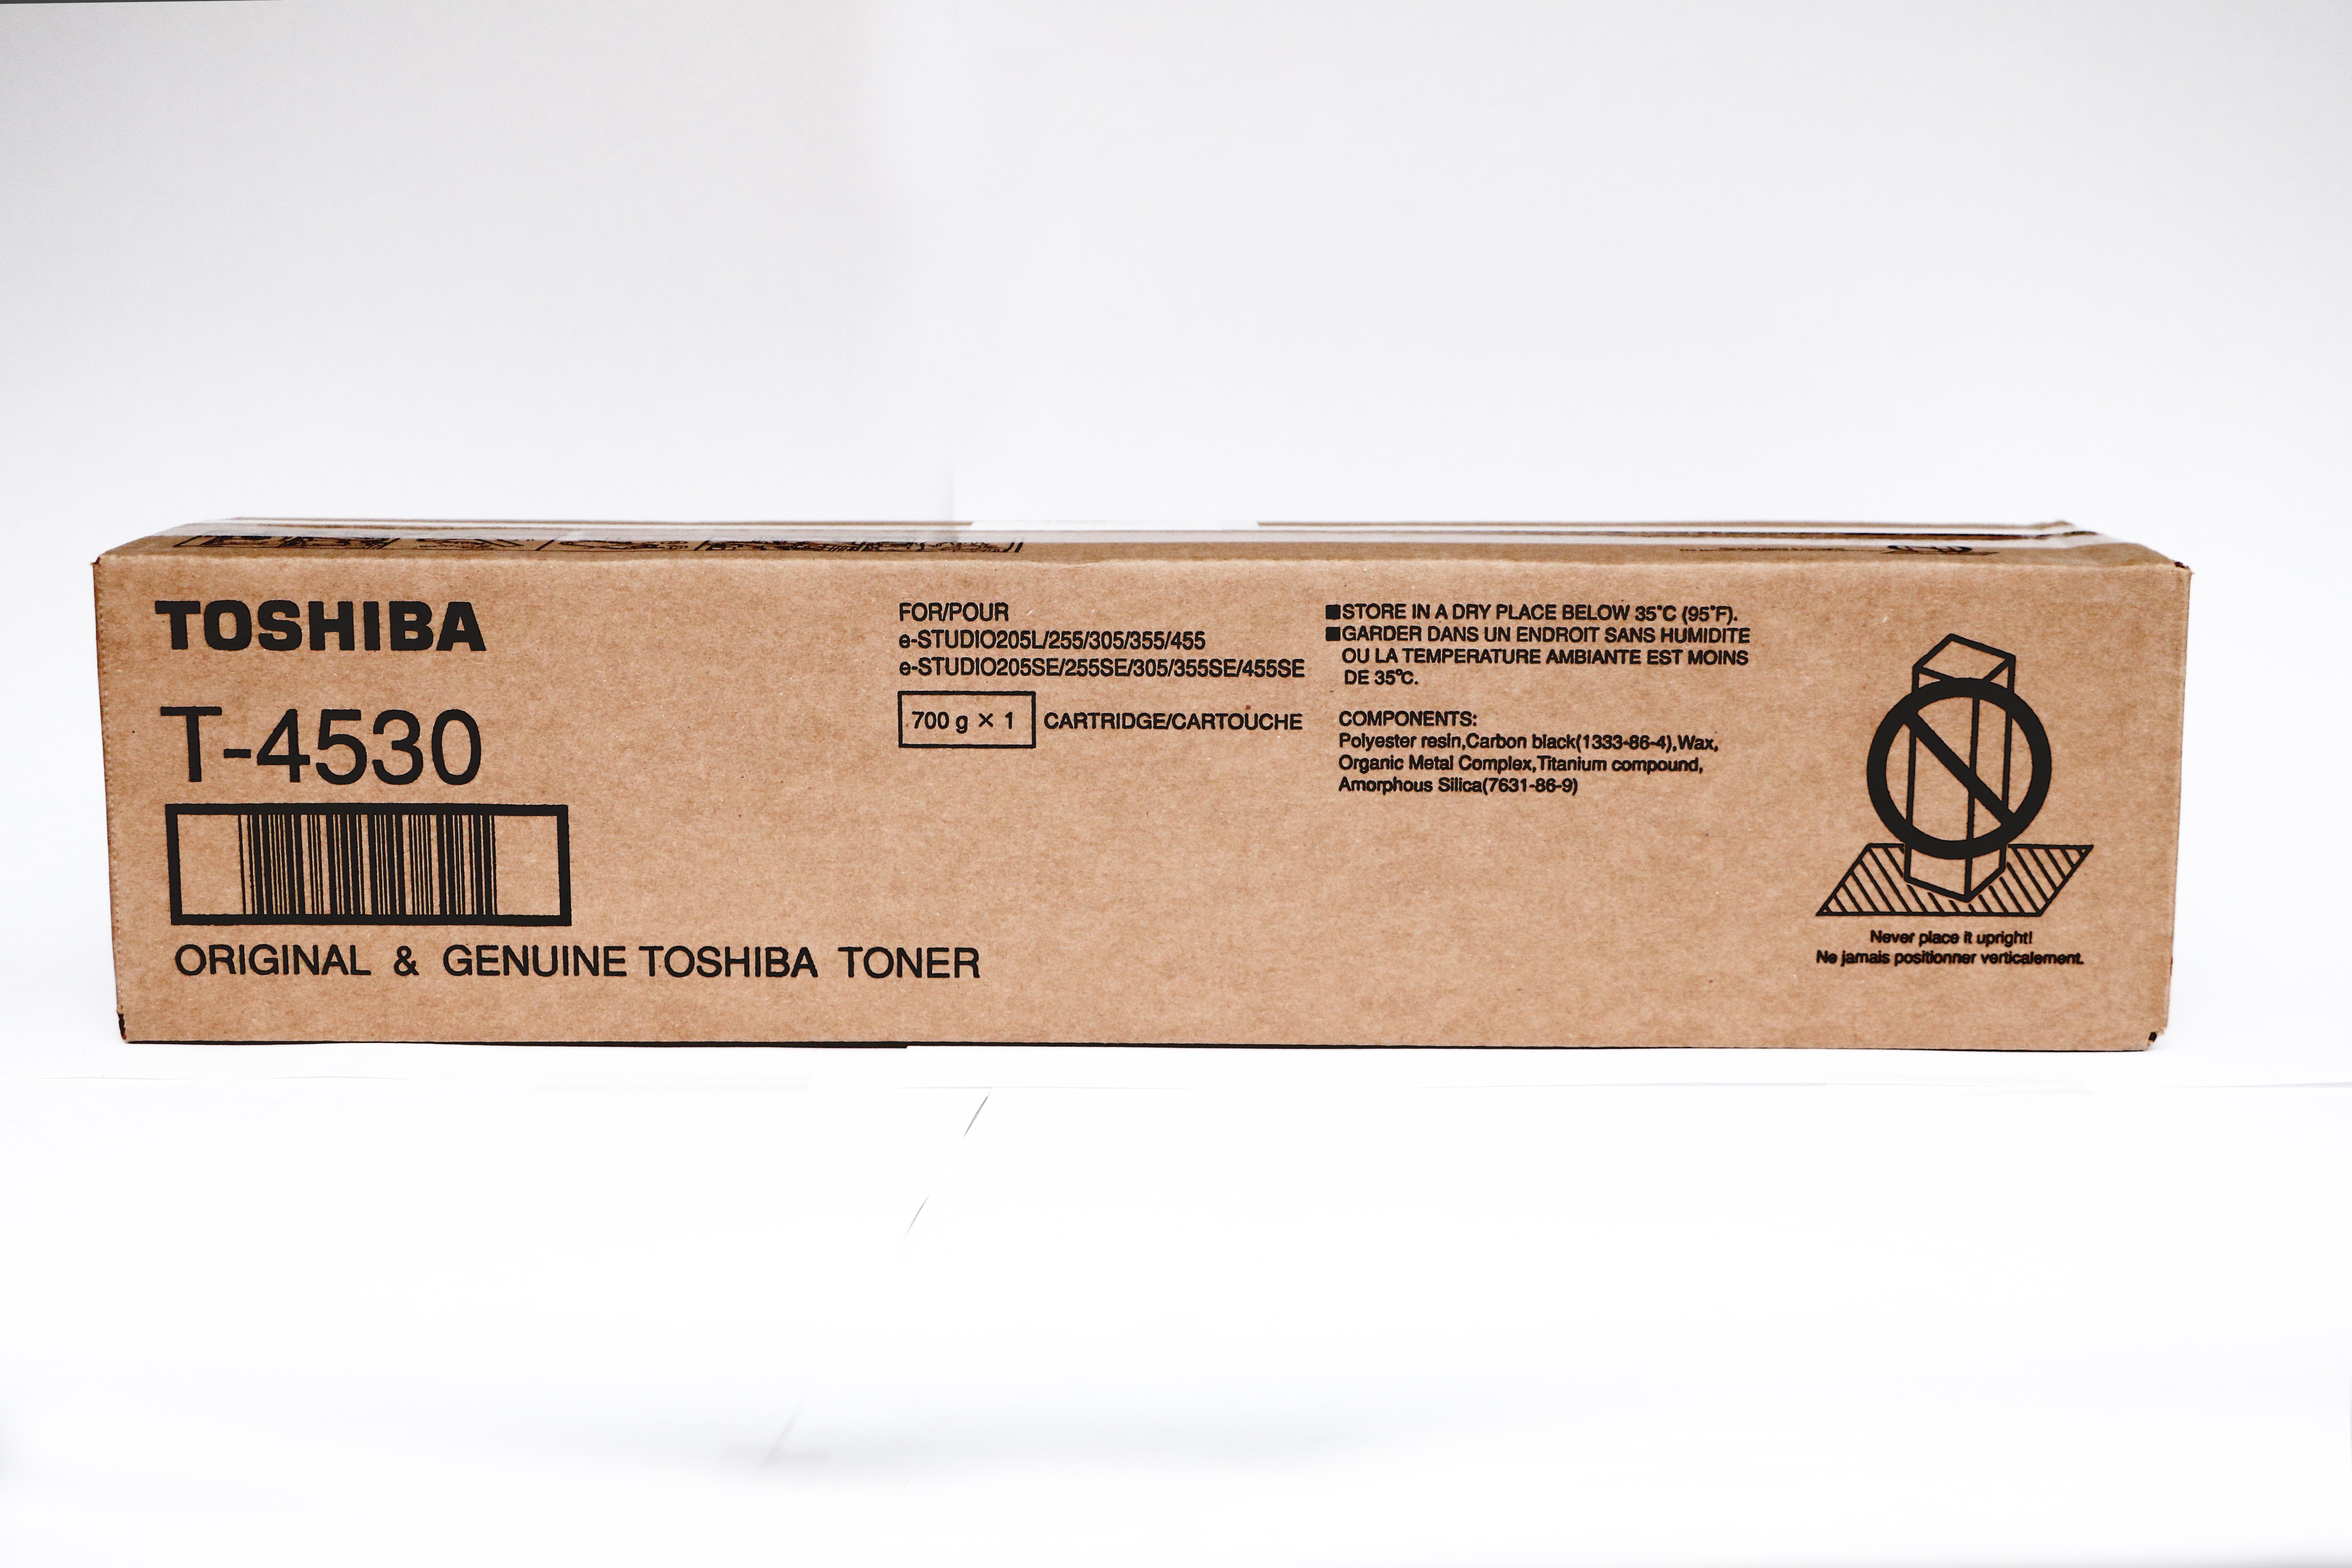 TOSHIBA
T-4530
ORIGINAL & GENUINE TOSHIBA TONER
FOR/POUR
e-STUDIO205L/255/305/355/455
e-STUDIO205SE/255SE/305/355SE/455SE
700 g × 1 CARTRIDGE/CARTOUCHE
■STORE IN A DRY PLACE BELOW 35°C (95°F).
■GARDER DANS UN ENDROIT SANS HUMIDITE
OU LA TEMPERATURE AMBIANTE EST MOINS
DE 35°C.
COMPONENTS:
Polyester resin,Carbon black(1333-86-4),Wax,
Organic Metal Complex,Titanium compound,
Amorphous Silica(7631-86-9)
Never place it upright!
Ne jamais positionner verticalement.